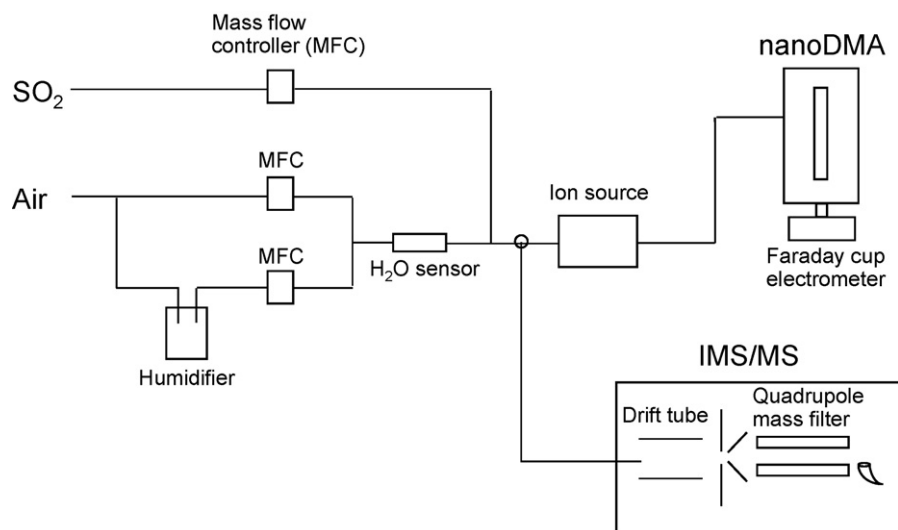 Mass flow
controller (MFC)
nanoDMA
SO₂
MFC
Air
Ion source
MFC
H₂O sensor
Faraday cup
electrometer
Humidifier
IMS/MS
Drift tube
Quadrupole
mass filter